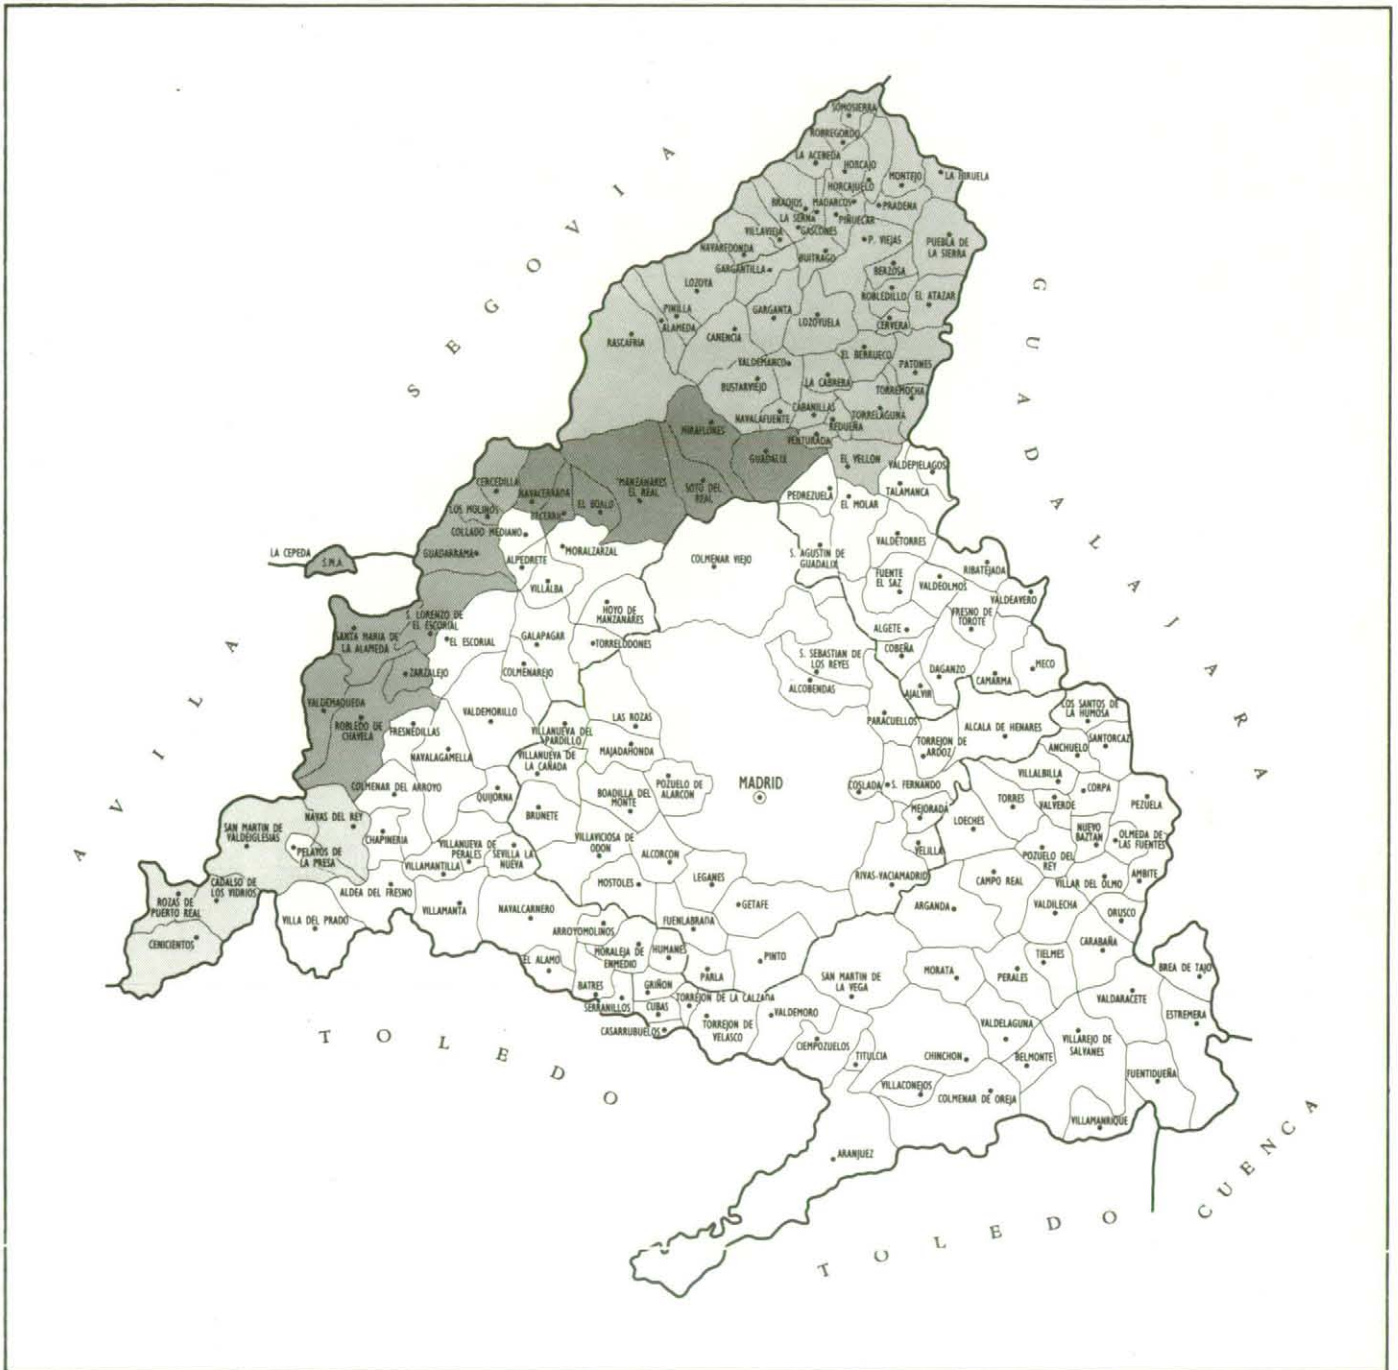 SEGOVIA
GUADALAJARA
AVILA
TOLEDO
TOLEDO
CUENCA
SOMOSIERRA
ROBREGORDO
LA ACEBEDA
HORCAJO
HORCAJUELO
MONTEJO
LA HIRUELA
BRAOJOS
MADARCOS
PRADENA
LA SERNA
PIÑUECAR
VILLAVIEJA
GASCONES
P. VIEJAS
PUEBLA DE
LA SIERRA
NAVAREDONDA
BUITRAGO
GARGANTILLA
BERZOSA
LOZOYA
ROBLEDILLO
EL ATAZAR
PINILLA
GARGANTA
LOZOYUELA
ALAMEDA
CERVERA
RASCAFRIA
CANENCIA
EL BERRUECO
VALDEMANCO
PATONES
BUSTARVIEJO
LA CABRERA
TORREMOCHA
NAVALAFUENTE
CABANILLAS
TORRELAGUNA
REDUEÑA
MIRAFLORES
VENTURADA
GUADALIX
EL VELLON
VALDEPIELAGOS
CERCEDILLA
NAVACERRADA
MANZANARES
EL REAL
SOTO DEL
REAL
PEDREZUELA
TALAMANCA
LOS MOLINOS
BECERRIL
EL BOALO
EL MOLAR
COLLADO MEDIANO
VALDETORRES
LA CEPEDA
S.M.A.
GUADARRAMA
ALPEDRETE
MORALZARZAL
COLMENAR VIEJO
S. AGUSTIN DE
GUADALIX
RIBATEJADA
FUENTE
EL SAZ
VALDEOLMOS
VILLALBA
VALDEAVERO
S. LORENZO DE
EL ESCORIAL
HOYO DE
MANZANARES
FRESNO DE
TOROTE
SANTA MARIA DE
LA ALAMEDA
EL ESCORIAL
GALAPAGAR
TORRELODONES
ALGETE
COBEÑA
ZARZALEJO
COLMENAREJO
S. SEBASTIAN DE
LOS REYES
DAGANZO
MECO
ALCOBENDAS
AJALVIR
CAMARMA
VALDEMAQUEDA
ROBLEDO DE
CHAVELA
VALDEMORILLO
LAS ROZAS
PARACUELLOS
LOS SANTOS DE
LA HUMOSA
FRESNEDILLAS
VILLANUEVA DEL
PARDILLO
ALCALA DE HENARES
SANTORCAZ
NAVALAGAMELLA
MAJADAHONDA
TORREJON DE
ARDOZ
ANCHUELO
VILLANUEVA DE
LA CAÑADA
VILLALBILLA
COLMENAR DEL ARROYO
POZUELO DE
ALARCON
MADRID
COSLADA
S. FERNANDO
CORPA
QUIJORNA
BOADILLA DEL
MONTE
TORRES
VALVERDE
PEZUELA
NAVAS DEL REY
BRUNETE
MEJORADA
LOECHES
NUEVO
BAZTAN
OLMEDA DE
LAS FUENTES
SAN MARTIN DE
VALDEIGLESIAS
CHAPINERIA
VILLANUEVA DE
PERALES
SEVILLA LA
NUEVA
VILLAVICIOSA DE
ODON
VELILLA
PELAYOS DE
LA PRESA
ALCORCON
POZUELO DEL
REY
VILLAMANTILLA
LEGANES
RIVAS-VACIAMADRID
CAMPO REAL
VILLAR DEL OLMO
AMBITE
CADALSO DE
LOS VIDRIOS
ALDEA DEL FRESNO
MOSTOLES
ROZAS DE
PUERTO REAL
VILLAMANTA
NAVALCARNERO
GETAFE
ARGANDA
VALDILECHA
ORUSCO
VILLA DEL PRADO
FUENLABRADA
ARROYOMOLINOS
CENICIENTOS
MORALEJA DE
ENMEDIO
HUMANES
CARABAÑA
EL ALAMO
PINTO
TIELMES
PARLA
SAN MARTIN DE
LA VEGA
MORATA
PERALES
BREA DE TAJO
BATRES
GRIÑON
SERRANILLOS
CUBAS
TORREJON DE LA CALZADA
VALDARACETE
CASARRUBUELOS
TORREJON DE
VELASCO
VALDEMORO
VALDELAGUNA
ESTREMERA
CIEMPOZUELOS
VILLAREJO DE
SALVANES
TITULCIA
CHINCHON
BELMONTE
FUENTIDUEÑA
VILLACONEJOS
COLMENAR DE OREJA
VILLAMANRIQUE
ARANJUEZ